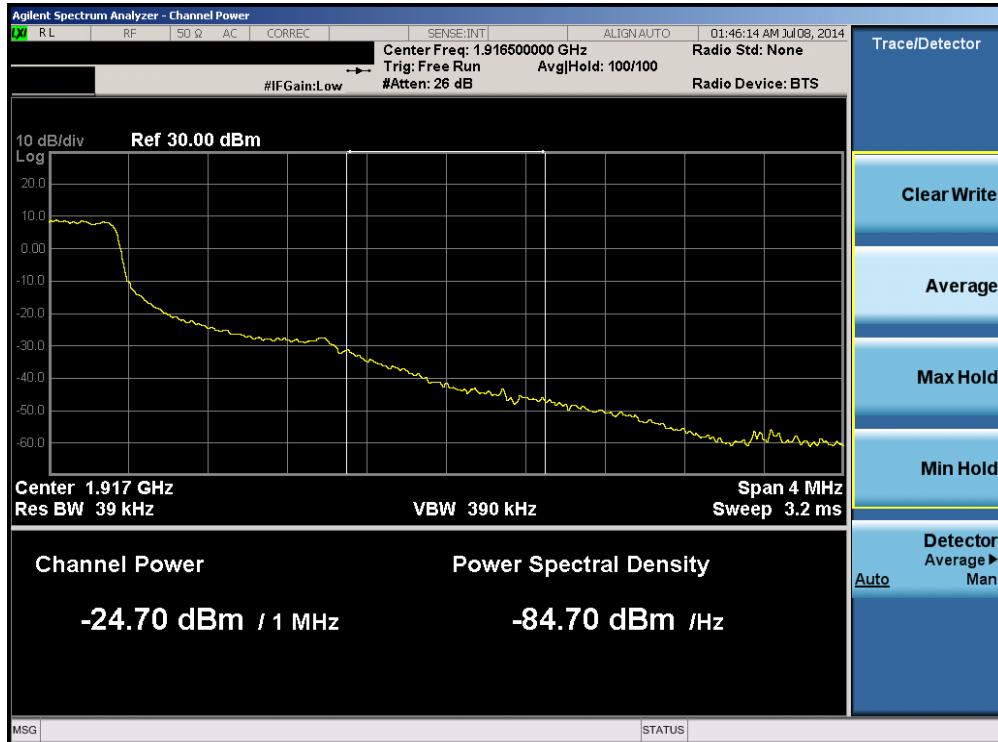 Agilent Spectrum Analyzer - Channel Power
LXI RL RF 50 Ω AC CORREC SENSE:INT ALIGN AUTO 01:46:14 AM Jul 08, 2014
Center Freq: 1.916500000 GHz Radio Std: None
Trig: Free Run Avg|Hold: 100/100
#IFGain:Low #Atten: 26 dB Radio Device: BTS
10 dB/div Ref 30.00 dBm
Log
20.0
10.0
0.00
-10.0
-20.0
-30.0
-40.0
-50.0
-60.0
Center 1.917 GHz Span 4 MHz
Res BW 39 kHz VBW 390 kHz Sweep 3.2 ms
Channel Power Power Spectral Density
-24.70 dBm / 1 MHz -84.70 dBm /Hz
MSG STATUS
Trace/Detector
Clear Write
Average
Max Hold
Min Hold
Detector
Average▶
Auto Man